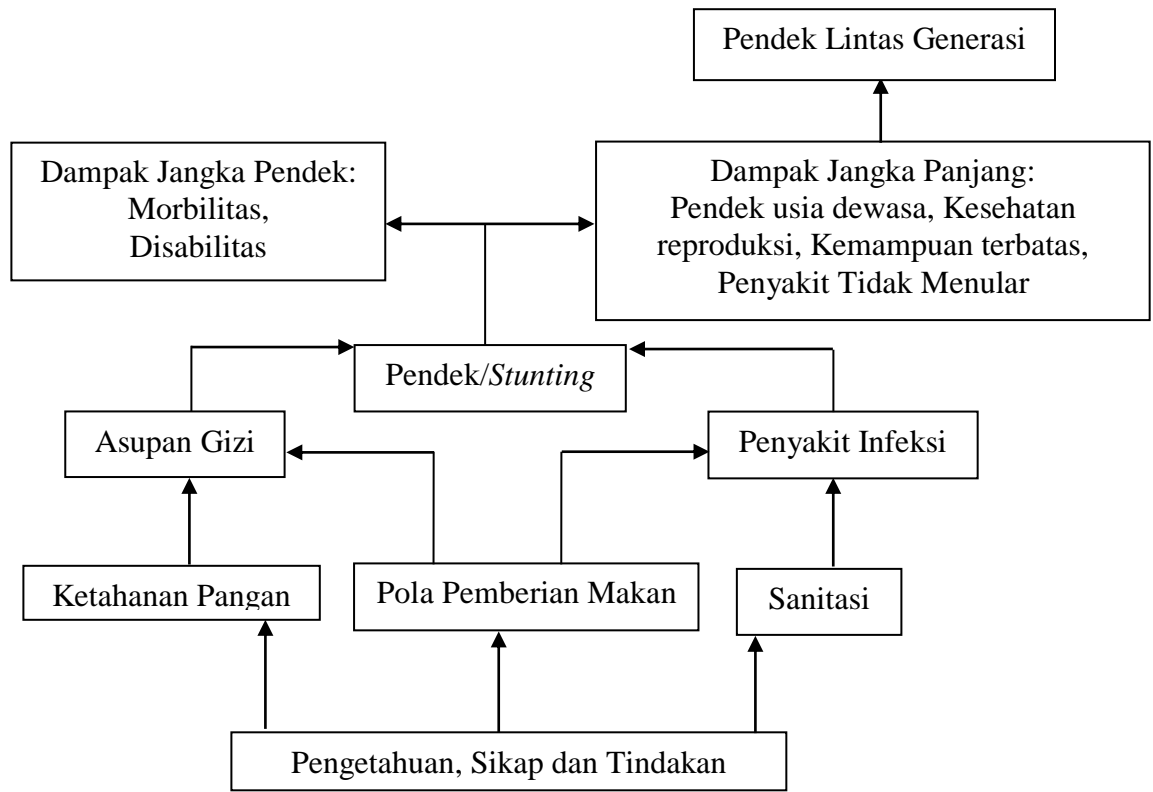 Pendek Lintas Generasi
Dampak Jangka Pendek:
Morbilitas,
Disabilitas
Dampak Jangka Panjang:
Pendek usia dewasa, Kesehatan
reproduksi, Kemampuan terbatas,
Penyakit Tidak Menular
Pendek/Stunting
Asupan Gizi
Penyakit Infeksi
Ketahanan Pangan
Pola Pemberian Makan
Sanitasi
Pengetahuan, Sikap dan Tindakan